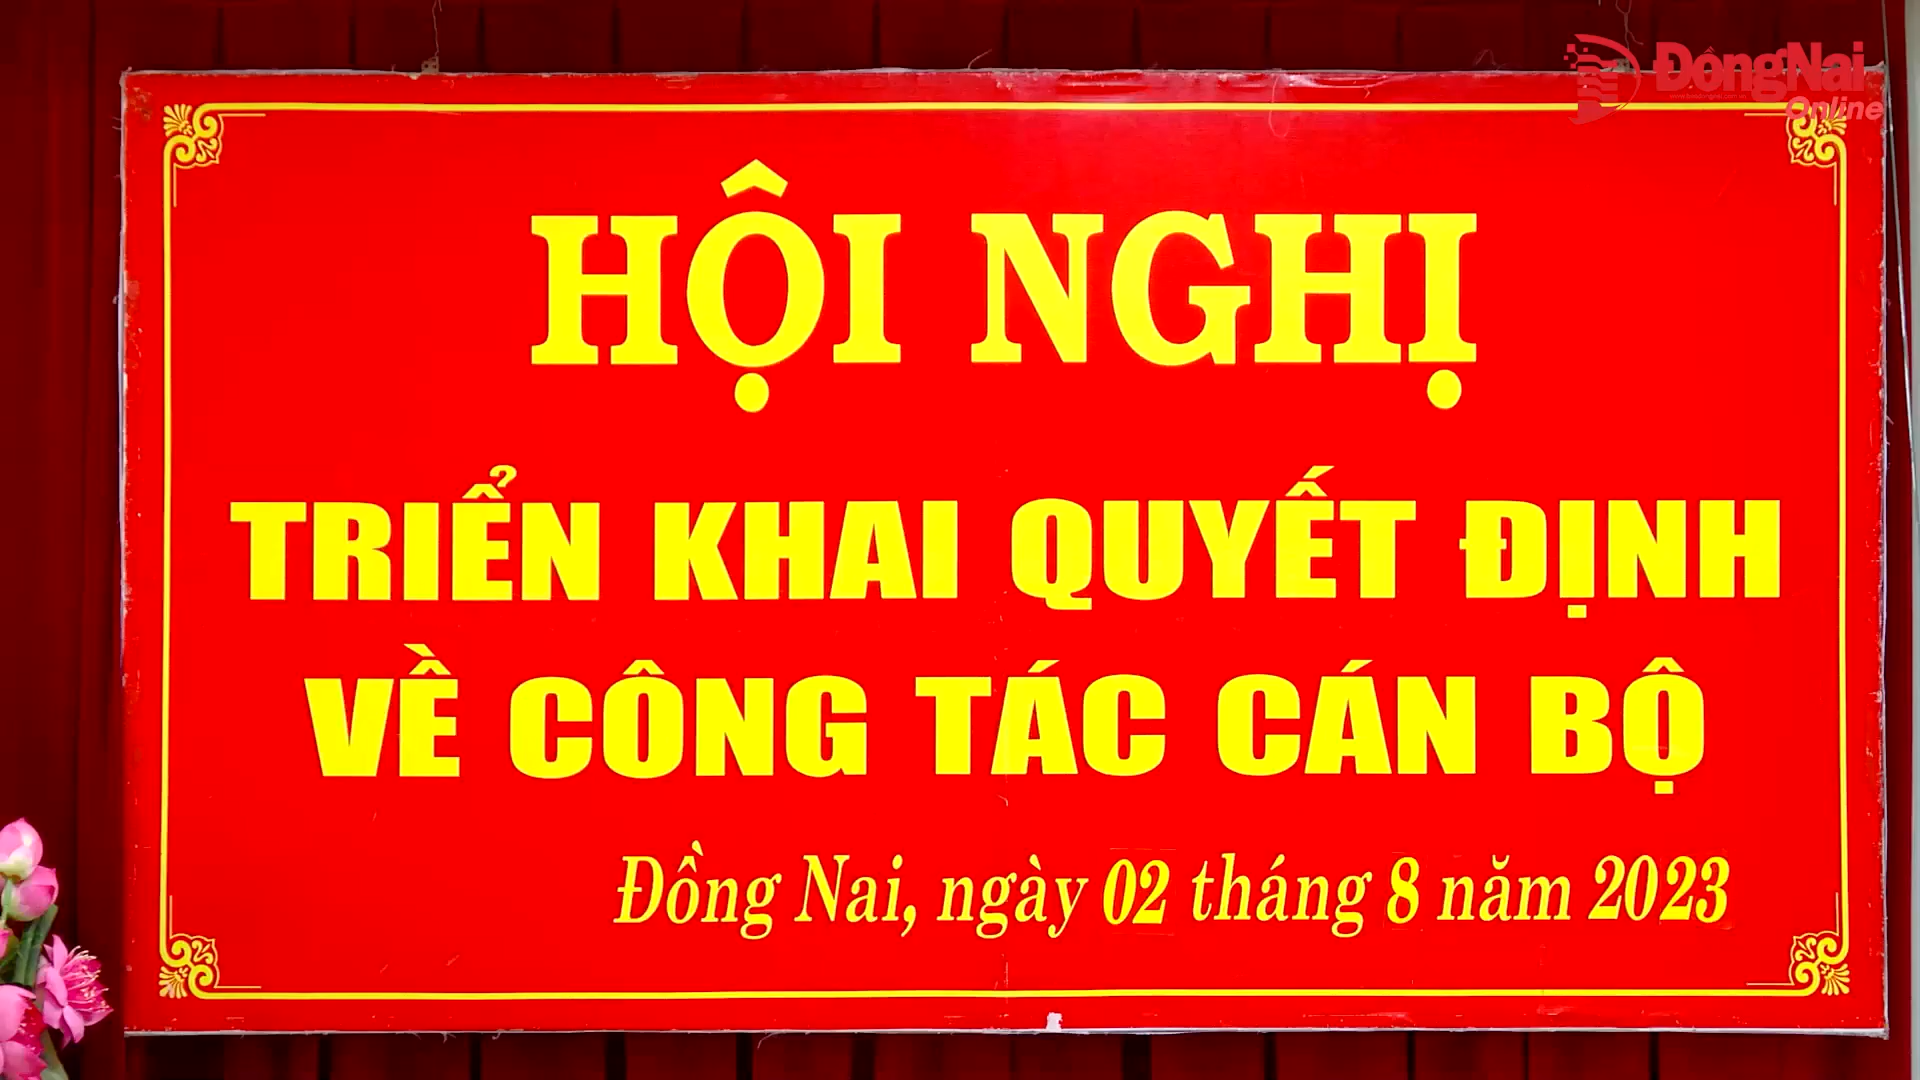 ĐồngNai
Online
HỘI NGHỊ
TRIỂN KHAI QUYẾT ĐỊNH
VỀ CÔNG TÁC CÁN BỘ
Đồng Nai, ngày 02 tháng 8 năm 2023